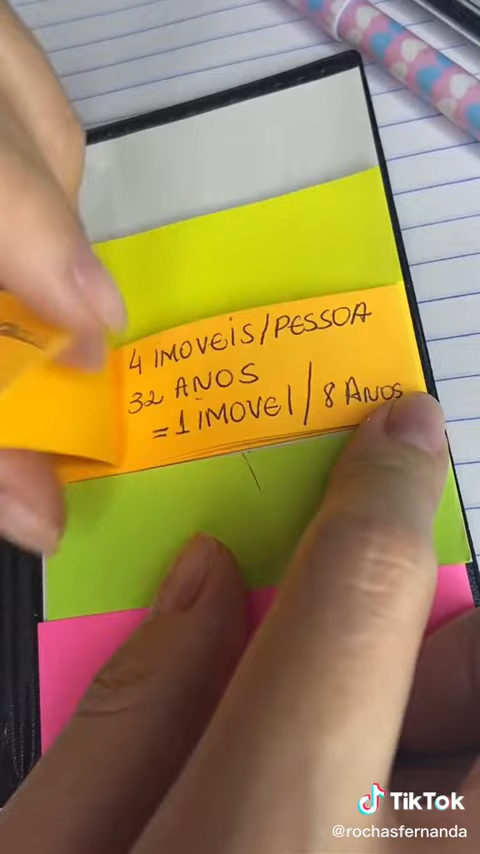 4 IMOVEIS/PESSOA
32 ANOS
= 1 IMOVEL/8 ANOS
TikTok
@rochasfernanda